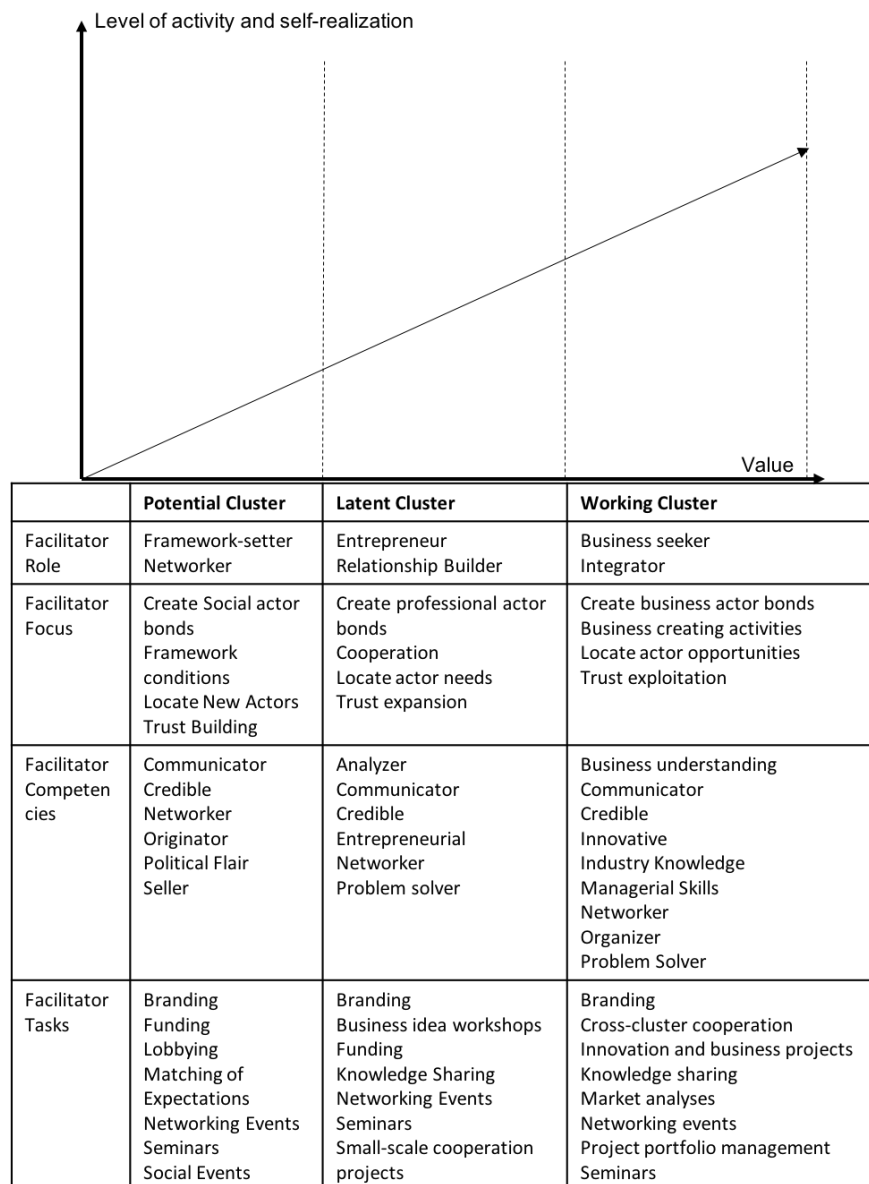 Level of activity and self-realization
Value
Potential Cluster
Latent Cluster
Working Cluster
Facilitator
Role
Framework-setter
Networker
Entrepreneur
Relationship Builder
Business seeker
Integrator
Facilitator
Focus
Create Social actor
bonds
Framework
conditions
Locate New Actors
Trust Building
Create professional actor
bonds
Cooperation
Locate actor needs
Trust expansion
Create business actor bonds
Business creating activities
Locate actor opportunities
Trust exploitation
Facilitator
Competen
cies
Communicator
Credible
Networker
Originator
Political Flair
Seller
Analyzer
Communicator
Credible
Entrepreneurial
Networker
Problem solver
Business understanding
Communicator
Credible
Innovative
Industry Knowledge
Managerial Skills
Networker
Organizer
Problem Solver
Facilitator
Tasks
Branding
Funding
Lobbying
Matching of
Expectations
Networking Events
Seminars
Social Events
Branding
Business idea workshops
Funding
Knowledge Sharing
Networking Events
Seminars
Small-scale cooperation
projects
Branding
Cross-cluster cooperation
Innovation and business projects
Knowledge sharing
Market analyses
Networking events
Project portfolio management
Seminars